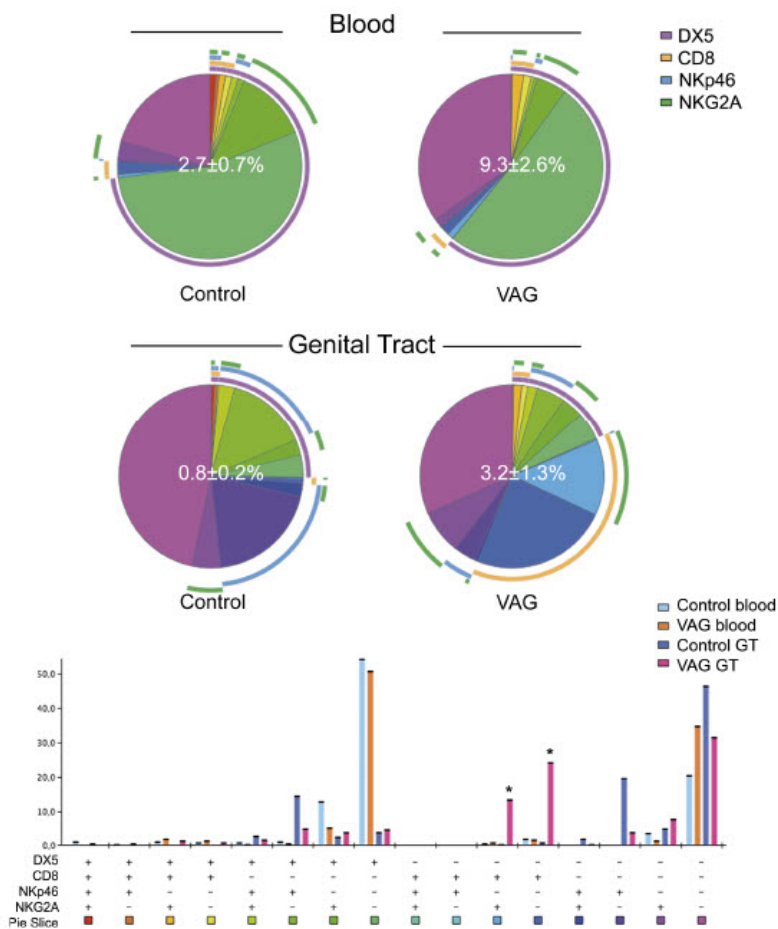 Blood
DX5
CD8
NKp46
NKG2A
2.7±0.7%
9.3±2.6%
Control
VAG
Genital Tract
0.8±0.2%
3.2±1.3%
Control
VAG
Control blood
VAG blood
Control GT
VAG GT
50,0
40,0
30,0
20,0
10,0
0,0
*
*
DX5 + + + + + + + + − − − − − − − −
CD8 + + + + − − − − + + + + − − − −
NKp46 + + − − + + − − + + − − + + − −
NKG2A + − + − + − + − + − + − + − + −
Pie Slice